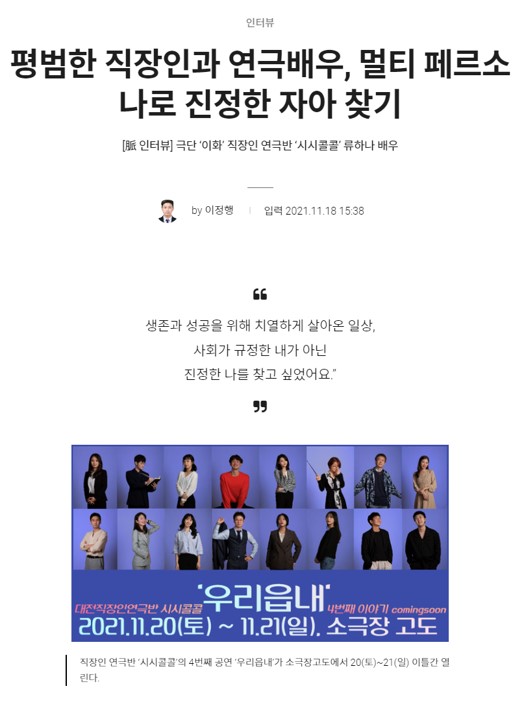 인터뷰
평범한 직장인과 연극배우, 멀티 페르소
나로 진정한 자아 찾기
[脈 인터뷰] 극단 ‘이화’ 직장인 연극반 ‘시시콜콜’ 류하나 배우
by 이정행 | 입력 2021.11.18 15:38
“
생존과 성공을 위해 치열하게 살아온 일상,
사회가 규정한 내가 아닌
진정한 나를 찾고 싶었어요.”
”
대전직장인연극반 시시콜콜 '우리읍내' 4번째 이야기 comingsoon
2021.11.20(토) ~ 11.21(일). 소극장 고도
직장인 연극반 ‘시시콜콜’의 4번째 공연 ‘우리읍내’가 소극장고도에서 20(토)~21(일) 이틀간 열
린다.